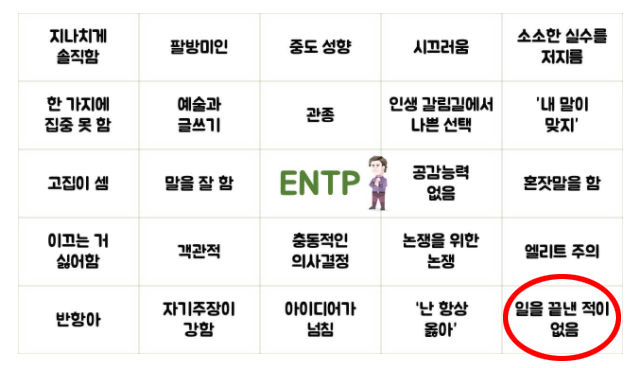 지나치게
솔직함
팔방미인
중도 성향
시끄러움
소소한 실수를
저지름
한 가지에
집중 못 함
예술과
글쓰기
관종
인생 갈림길에서
나쁜 선택
'내 말이
맞지'
고집이 셈
말을 잘 함
ENTP
공감능력
없음
혼잣말을 함
이끄는 거
싫어함
객관적
충동적인
의사결정
논쟁을 위한
논쟁
엘리트 주의
반항아
자기주장이
강함
아이디어가
넘침
'난 항상
옳아'
일을 끝낸 적이
없음